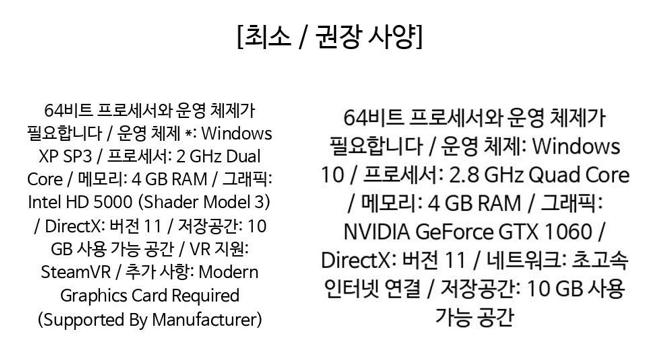 [최소 / 권장 사양]
64비트 프로세서와 운영 체제가
필요합니다 / 운영 체제 *: Windows
XP SP3 / 프로세서: 2 GHz Dual
Core / 메모리: 4 GB RAM / 그래픽:
Intel HD 5000 (Shader Model 3)
/ DirectX: 버전 11 / 저장공간: 10
GB 사용 가능 공간 / VR 지원:
SteamVR / 추가 사항: Modern
Graphics Card Required
(Supported By Manufacturer)
64비트 프로세서와 운영 체제가
필요합니다 / 운영 체제: Windows
10 / 프로세서: 2.8 GHz Quad Core
/ 메모리: 4 GB RAM / 그래픽:
NVIDIA GeForce GTX 1060 /
DirectX: 버전 11 / 네트워크: 초고속
인터넷 연결 / 저장공간: 10 GB 사용
가능 공간